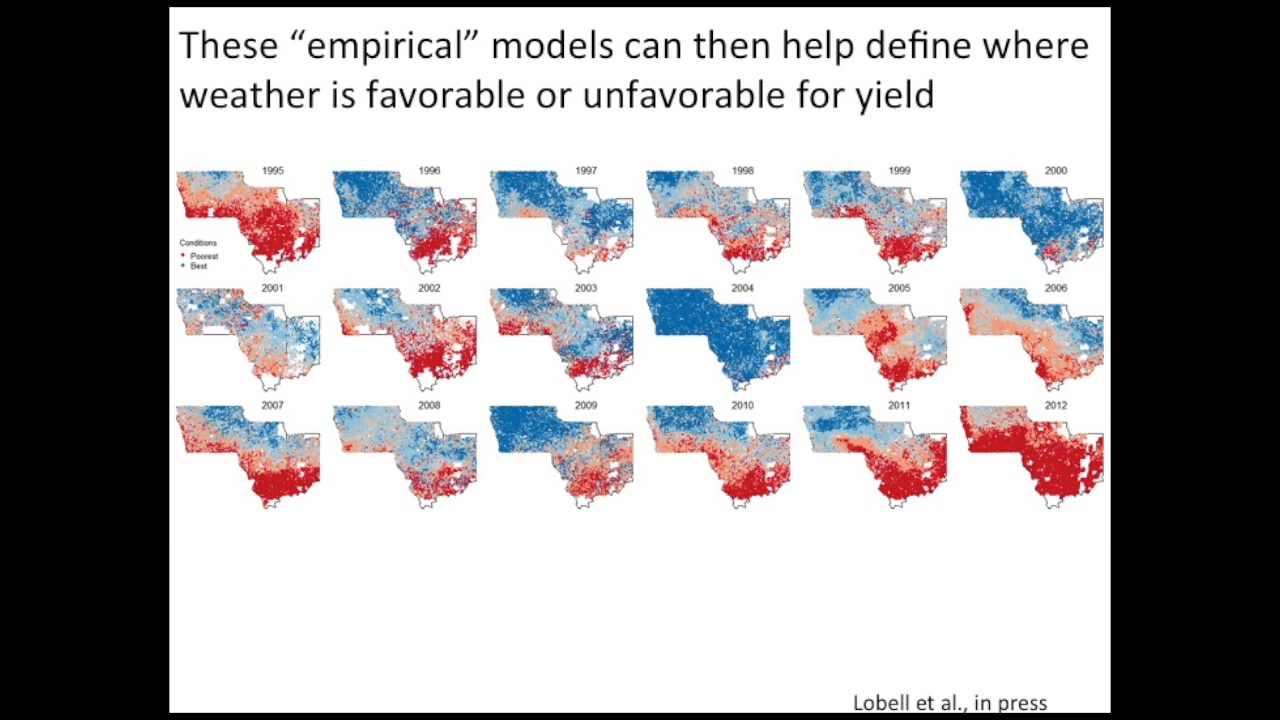 These “empirical” models can then help define where
weather is favorable or unfavorable for yield
1995 1996 1997 1998 1999 2000
Conditions
Poorest
Best
2001 2002 2003 2004 2005 2006
2007 2008 2009 2010 2011 2012
Lobell et al., in press